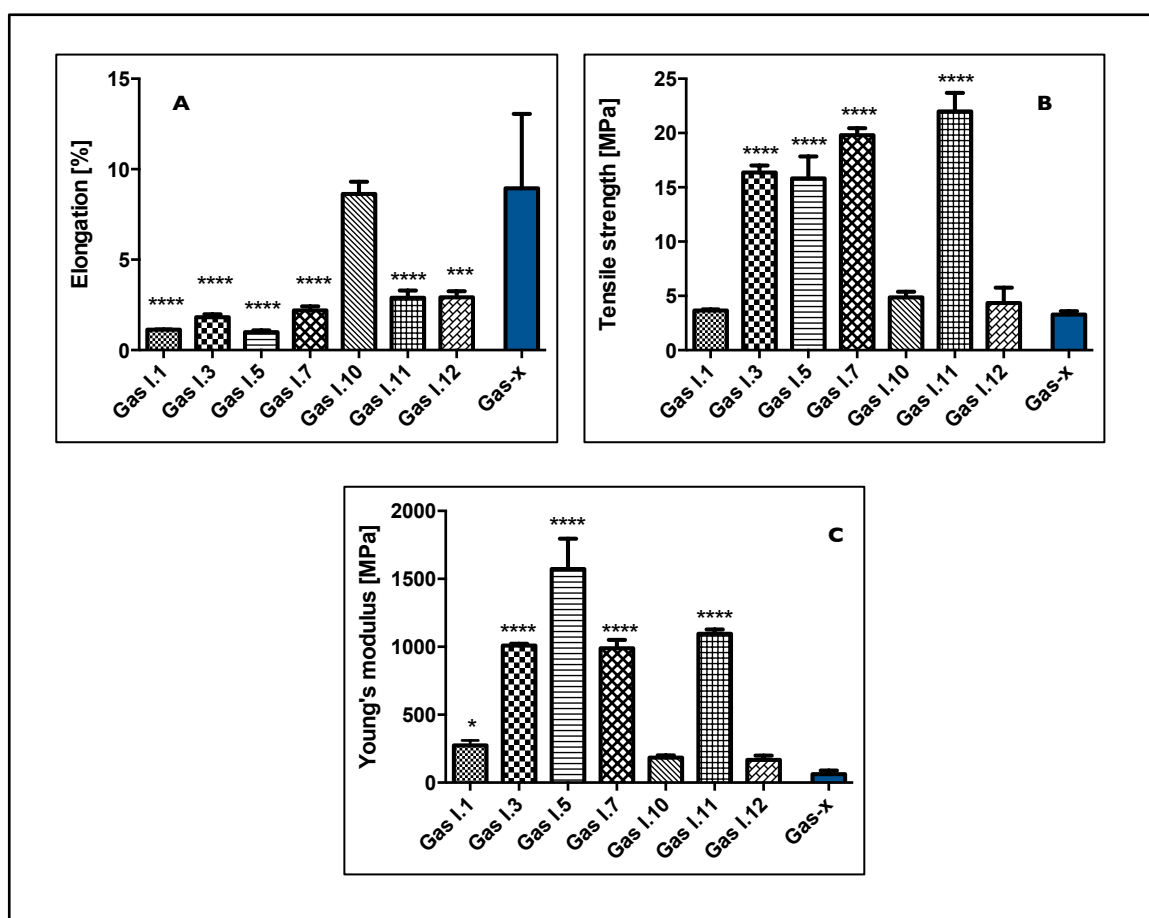 A
Elongation [%]
15
10
5
0
****
****
****
****
****
***
Gas I.1
Gas I.3
Gas I.5
Gas I.7
Gas I.10
Gas I.11
Gas I.12
Gas-x
B
Tensile strength [MPa]
25
20
15
10
5
0
****
****
****
****
Gas I.1
Gas I.3
Gas I.5
Gas I.7
Gas I.10
Gas I.11
Gas I.12
Gas-x
C
Young's modulus [MPa]
2000
1500
1000
500
0
*
****
****
****
****
Gas I.1
Gas I.3
Gas I.5
Gas I.7
Gas I.10
Gas I.11
Gas I.12
Gas-x